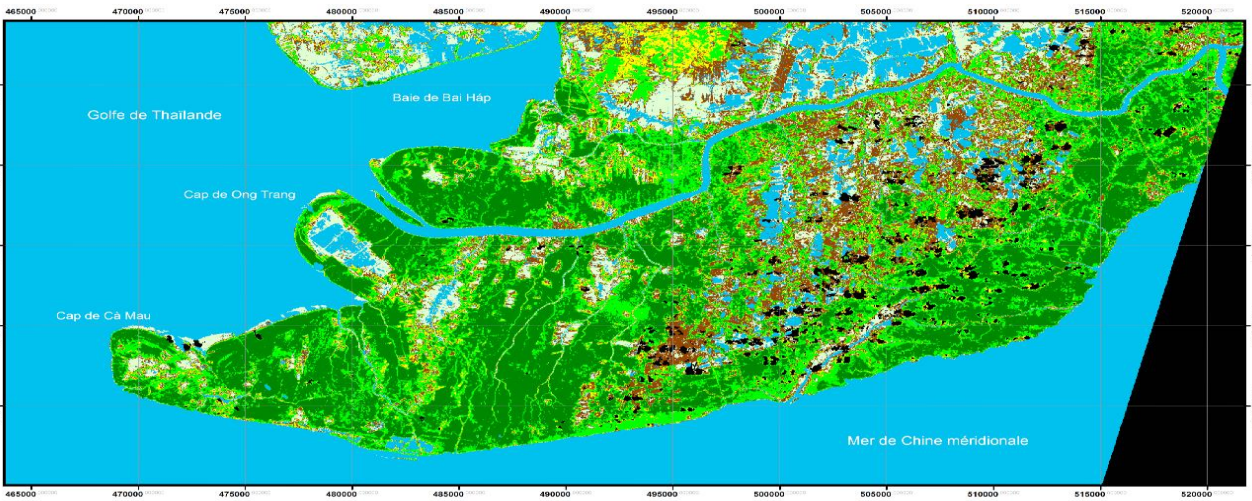 465000 470000 475000 480000 485000 490000 495000 500000 505000 510000 515000 520000
Baie de Bai Háp
Golfe de Thaïlande
Cap de Ong Trang
Cap de Cà Mau
Mer de Chine méridionale
465000 470000 475000 480000 485000 490000 495000 500000 505000 510000 515000 520000